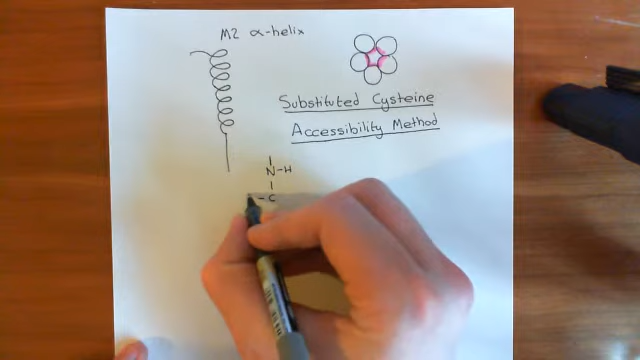 M2 α-helix
Substituted Cysteine
Accessibility Method
N-H
-C